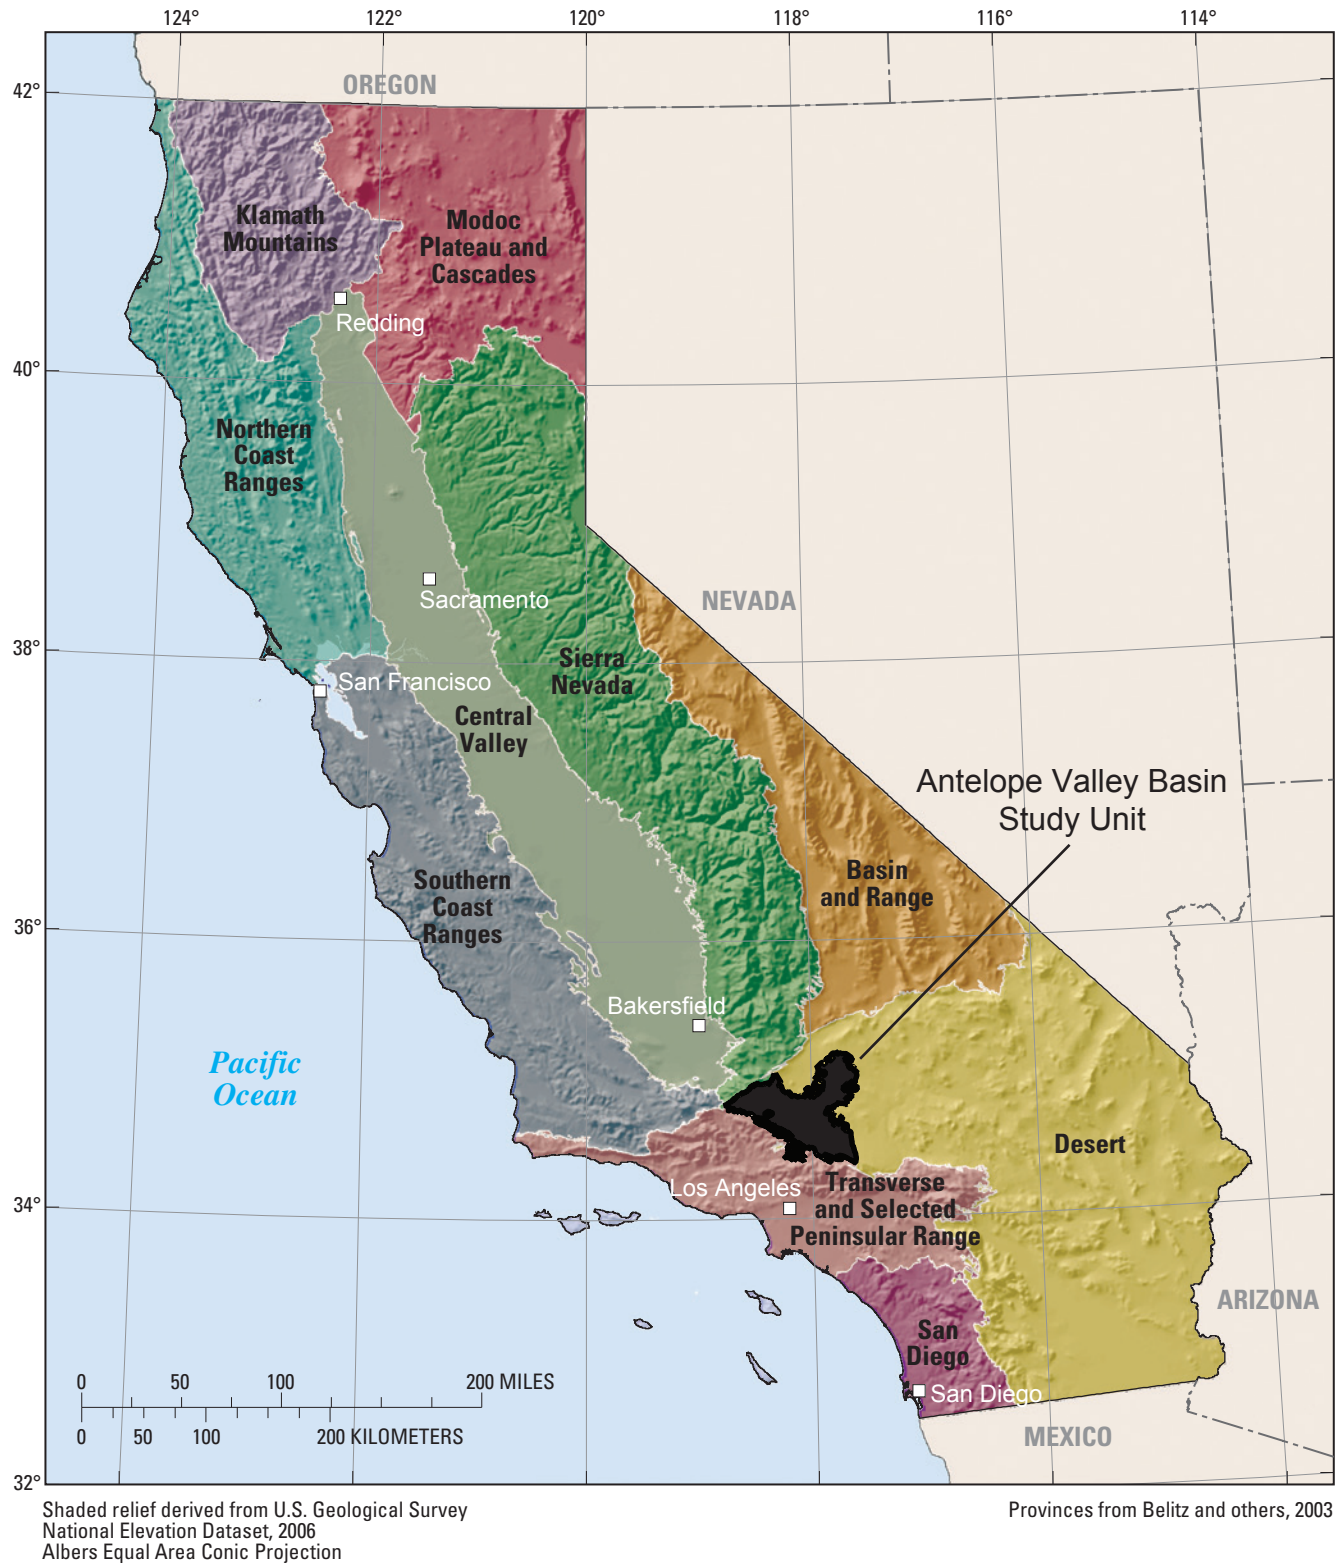 124°
122°
120°
118°
116°
114°
42°
OREGON
Klamath
Mountains
Modoc
Plateau and
Cascades
Redding
40°
Northern
Coast
Ranges
Sacramento
NEVADA
38°
Sierra
Nevada
San Francisco
Central
Valley
Antelope Valley Basin
Study Unit
Basin
and Range
Southern
Coast
Ranges
36°
Bakersfield
Pacific
Ocean
Desert
Los Angeles
Transverse
and Selected
Peninsular Range
34°
ARIZONA
San
Diego
San Diego
MEXICO
0 50 100 200 MILES
0 50 100 200 KILOMETERS
32°
Shaded relief derived from U.S. Geological Survey
National Elevation Dataset, 2006
Albers Equal Area Conic Projection
Provinces from Belitz and others, 2003